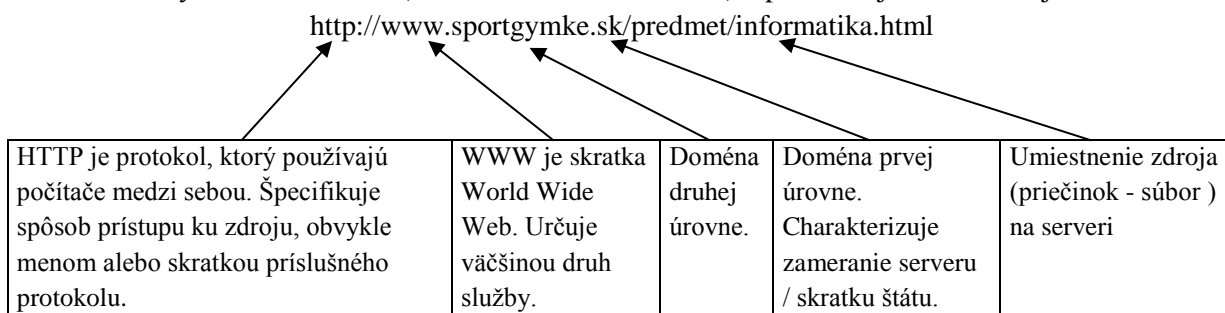 http://www.sportgymke.sk/predmet/informatika.html
HTTP je protokol, ktorý používajú
počítače medzi sebou. Špecifikuje
spôsob prístupu ku zdroju, obvykle
menom alebo skratkou príslušného
protokolu.
WWW je skratka
World Wide
Web. Určuje
väčšinou druh
služby.
Doména
druhej
úrovne.
Doména prvej
úrovne.
Charakterizuje
zameranie serveru
/ skratku štátu.
Umiestnenie zdroja
(priečinok - súbor )
na serveri